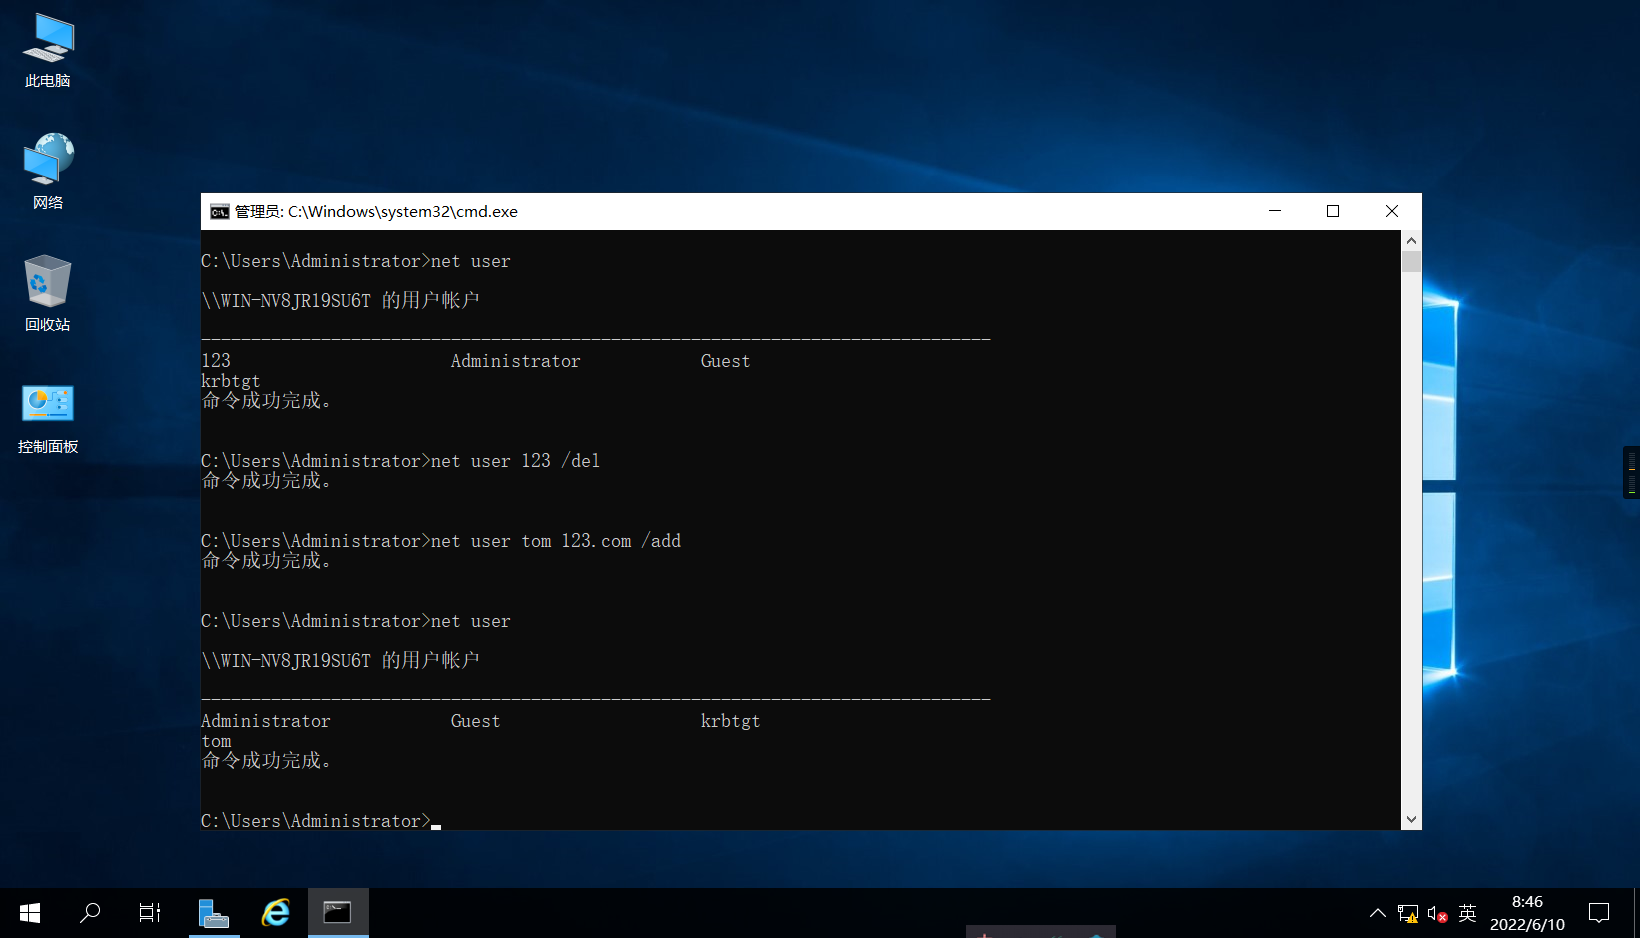 此电脑
网络
回收站
控制面板
管理员: C:\Windows\system32\cmd.exe
C:\Users\Administrator>net user
\\WIN-NV8JR19SU6T 的用户帐户
-------------------------------------------------------------------------------
123                      Administrator            Guest
krbtgt
命令成功完成。
C:\Users\Administrator>net user 123 /del
命令成功完成。
C:\Users\Administrator>net user tom 123.com /add
命令成功完成。
C:\Users\Administrator>net user
\\WIN-NV8JR19SU6T 的用户帐户
-------------------------------------------------------------------------------
Administrator            Guest                    krbtgt
tom
命令成功完成。
C:\Users\Administrator>
英
8:46
2022/6/10